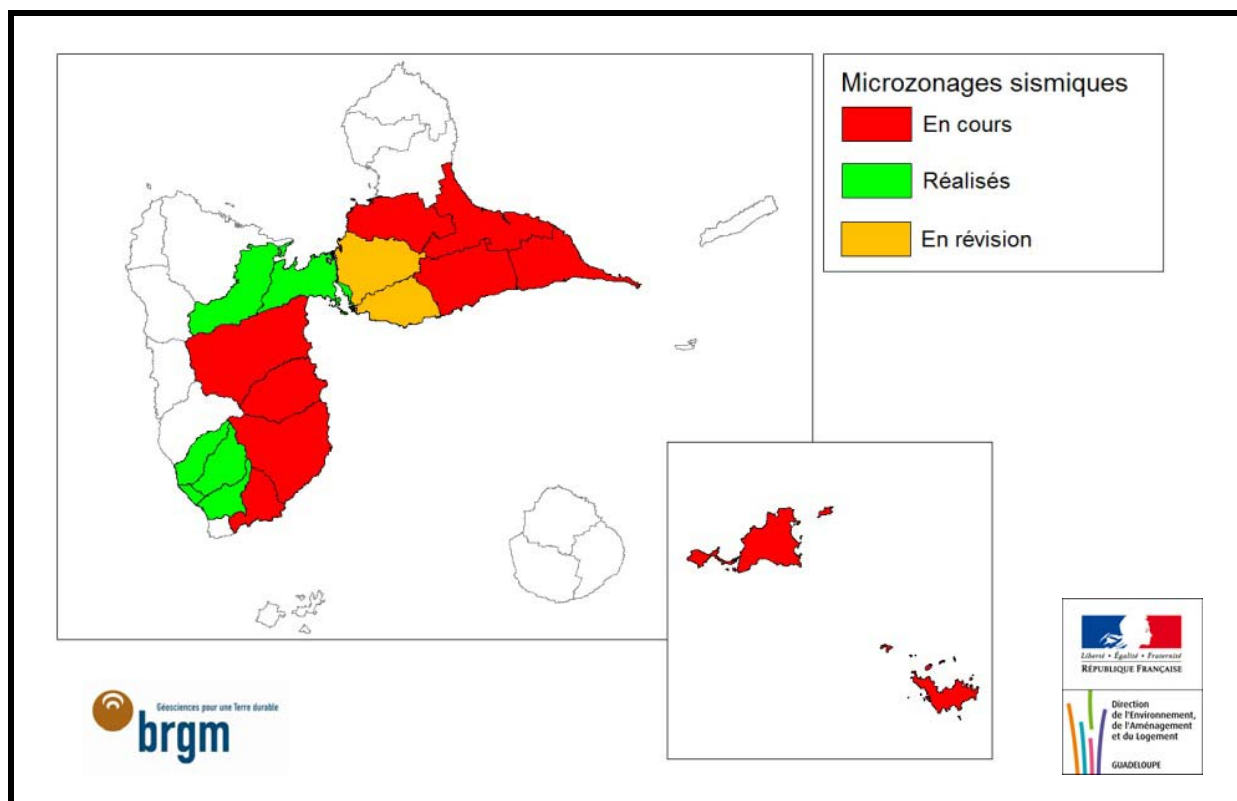 Microzonages sismiques
En cours
Réalisés
En révision
Géosciences pour une Terre durable
brgm
Liberté • Égalité • Fraternité
RÉPUBLIQUE FRANÇAISE
Direction
de l'Environnement,
de l'Aménagement
et du Logement
GUADELOUPE